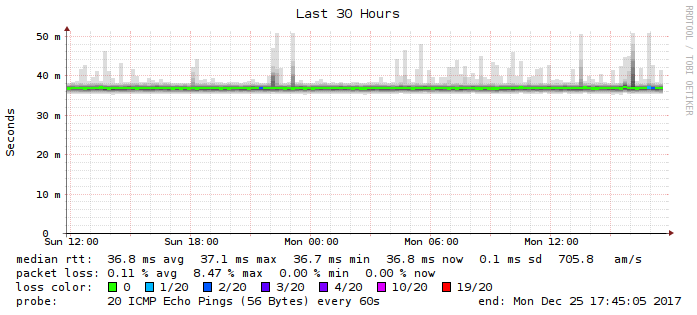 Last 30 Hours
RRDTOOL / TOBI OETIKER
Seconds
50 m
40 m
30 m
20 m
10 m
0
Sun 12:00 Sun 18:00 Mon 00:00 Mon 06:00 Mon 12:00
median rtt: 36.8 ms avg 37.1 ms max 36.7 ms min 36.8 ms now 0.1 ms sd 705.8 am/s
packet loss: 0.11 % avg 8.47 % max 0.00 % min 0.00 % now
loss color: 0 1/20 2/20 3/20 4/20 10/20 19/20
probe: 20 ICMP Echo Pings (56 Bytes) every 60s end: Mon Dec 25 17:45:05 2017